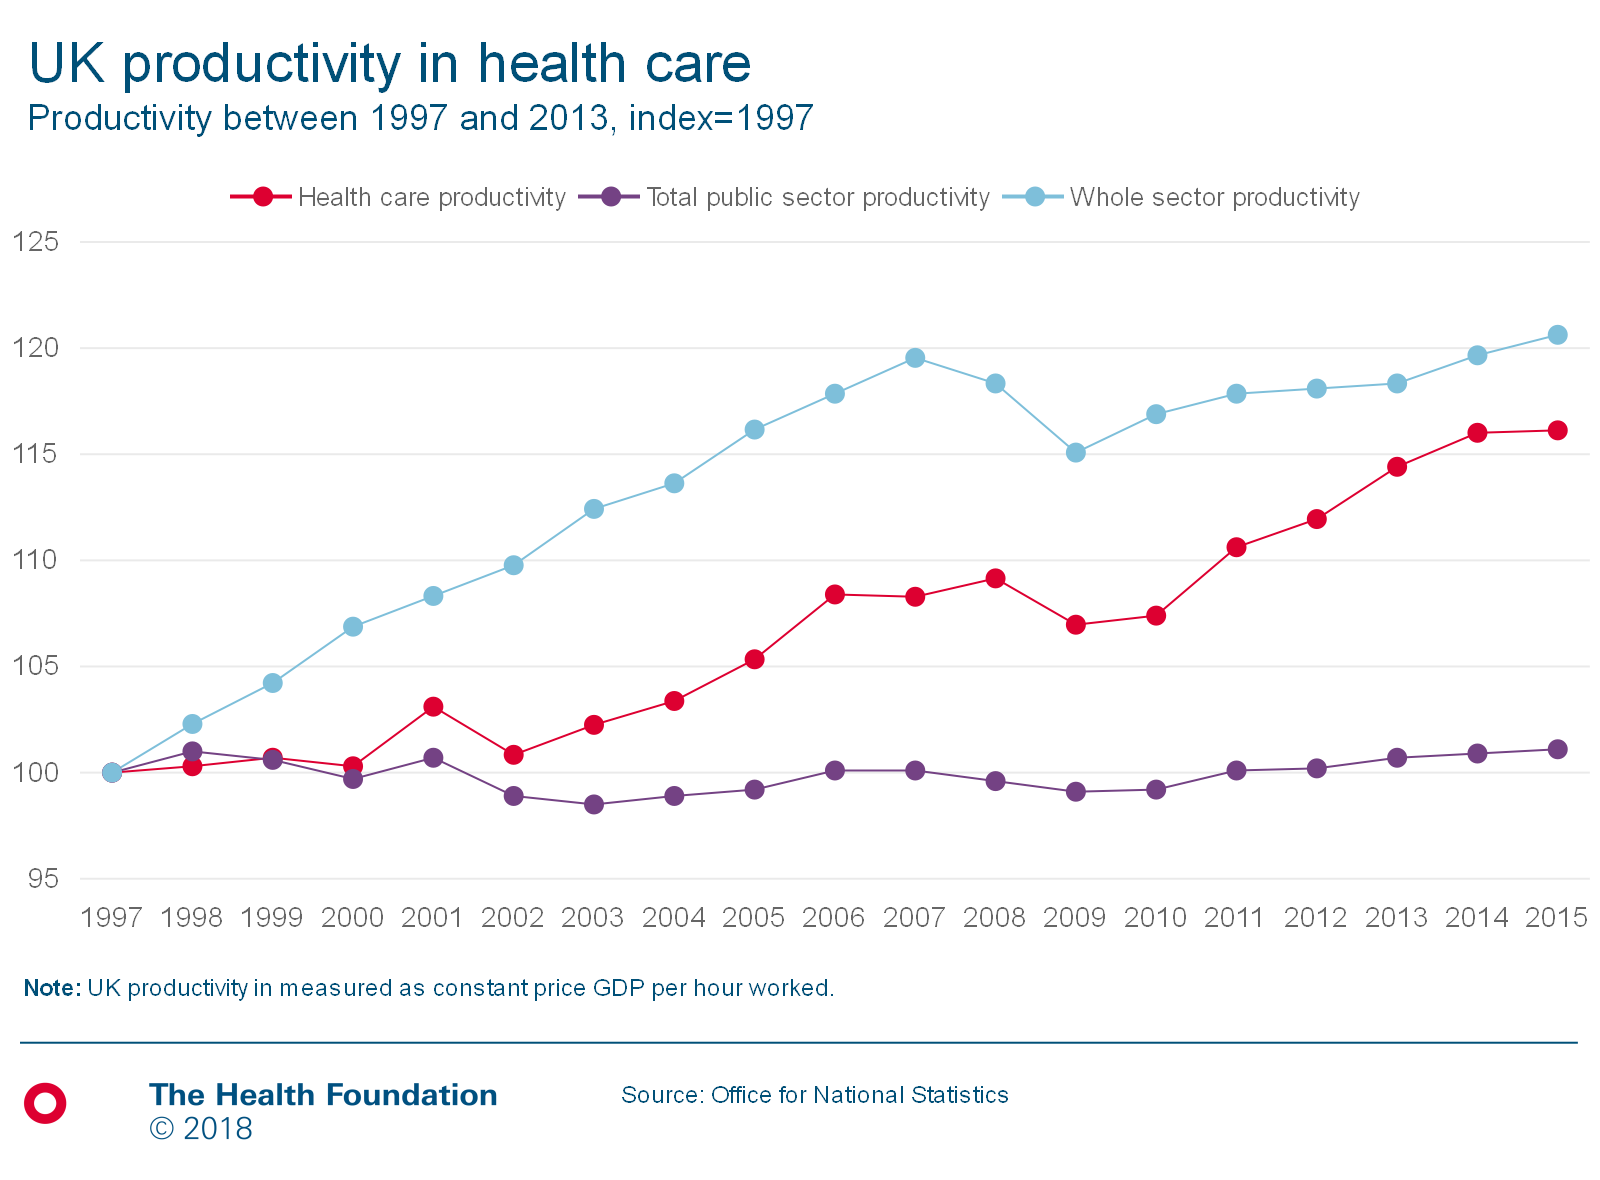 UK productivity in health care
Productivity between 1997 and 2013, index=1997
Health care productivity Total public sector productivity Whole sector productivity
125
120
115
110
105
100
95
1997 1998 1999 2000 2001 2002 2003 2004 2005 2006 2007 2008 2009 2010 2011 2012 2013 2014 2015
Note: UK productivity in measured as constant price GDP per hour worked.
The Health Foundation
© 2018
Source: Office for National Statistics